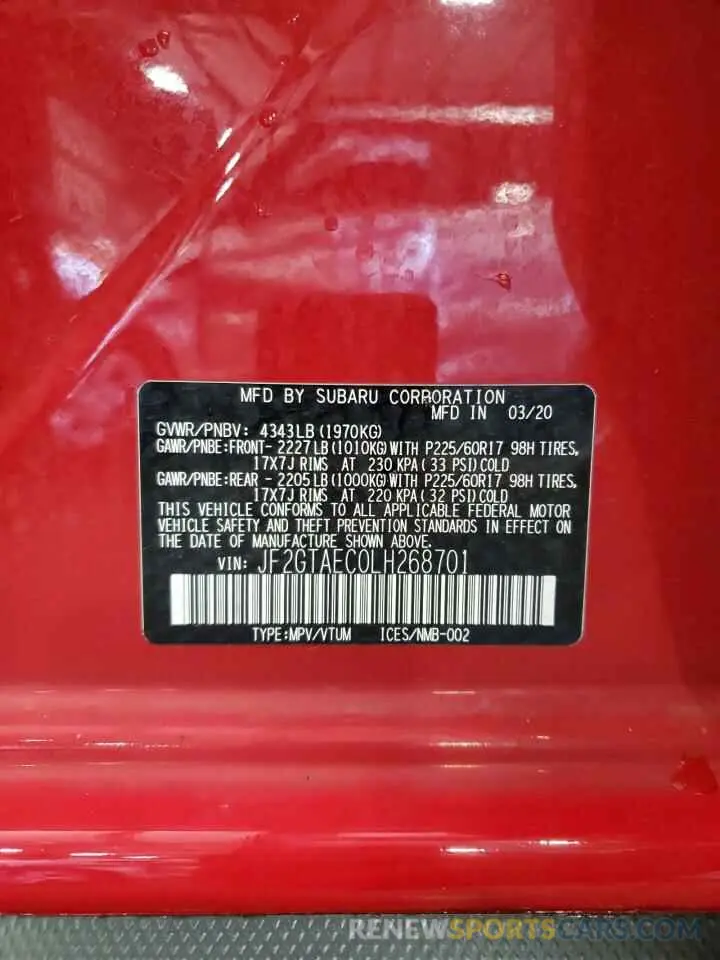 MFD BY SUBARU CORPORATION
MFD IN 03/20
GVWR/PNBV: 4343LB (1970KG)
GAWR/PNBE:FRONT- 2227LB(1010KG)WITH P225/60R17 98H TIRES,
17X7J RIMS AT 230 KPA( 33 PSI)COLD
GAWR/PNBE:REAR - 2205LB(1000KG)WITH P225/60R17 98H TIRES,
17X7J RIMS AT 220 KPA( 32 PSI)COLD
THIS VEHICLE CONFORMS TO ALL APPLICABLE FEDERAL MOTOR
VEHICLE SAFETY AND THEFT PREVENTION STANDARDS IN EFFECT ON
THE DATE OF MANUFACTURE SHOWN ABOVE.
VIN: JF2GTAEC0LH268701
TYPE:MPV/VTUM ICES/NMB-002
RENEWSPORTSCARS.COM